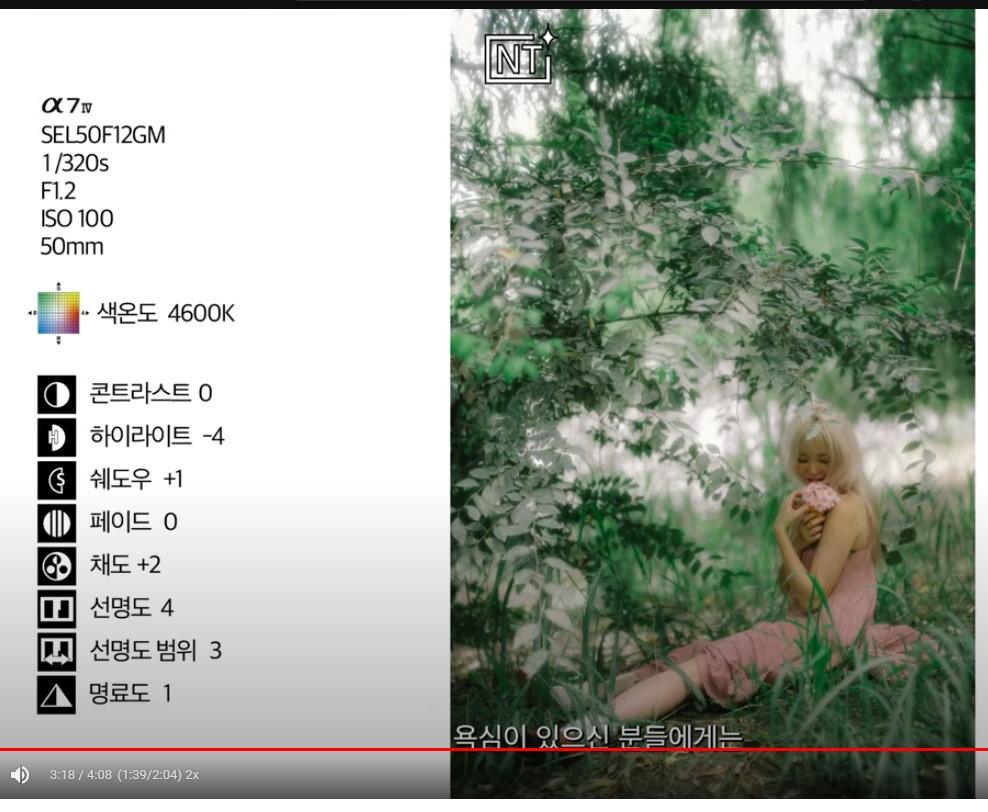 α7 IV
SEL50F12GM
1/320s
F1.2
ISO 100
50mm
색온도 4600K
콘트라스트 0
하이라이트 -4
쉐도우 +1
페이드 0
채도 +2
선명도 4
선명도 범위 3
명료도 1
NT
욕심이 있으신 분들에게는
3:18 / 4:08 (1:39/2:04) 2x